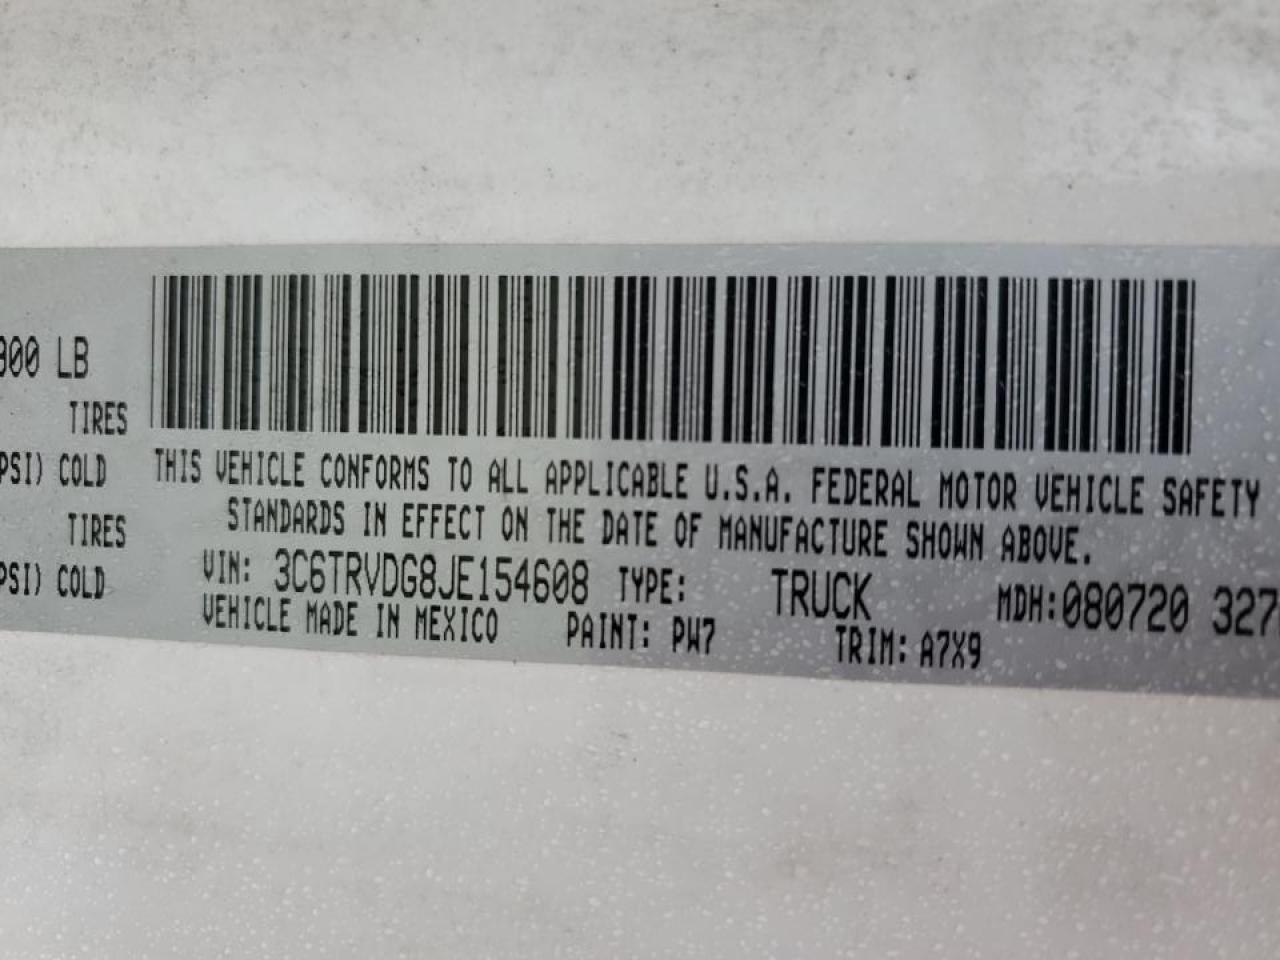 LB
TIRES
PSI) COLD
TIRES
PSI) COLD
THIS VEHICLE CONFORMS TO ALL APPLICABLE U.S.A. FEDERAL MOTOR VEHICLE SAFETY
STANDARDS IN EFFECT ON THE DATE OF MANUFACTURE SHOWN ABOVE.
VIN: 3C6TRVDG8JE154608 TYPE: TRUCK MDH:080720 327
VEHICLE MADE IN MEXICO PAINT: PW7 TRIM: A7X9